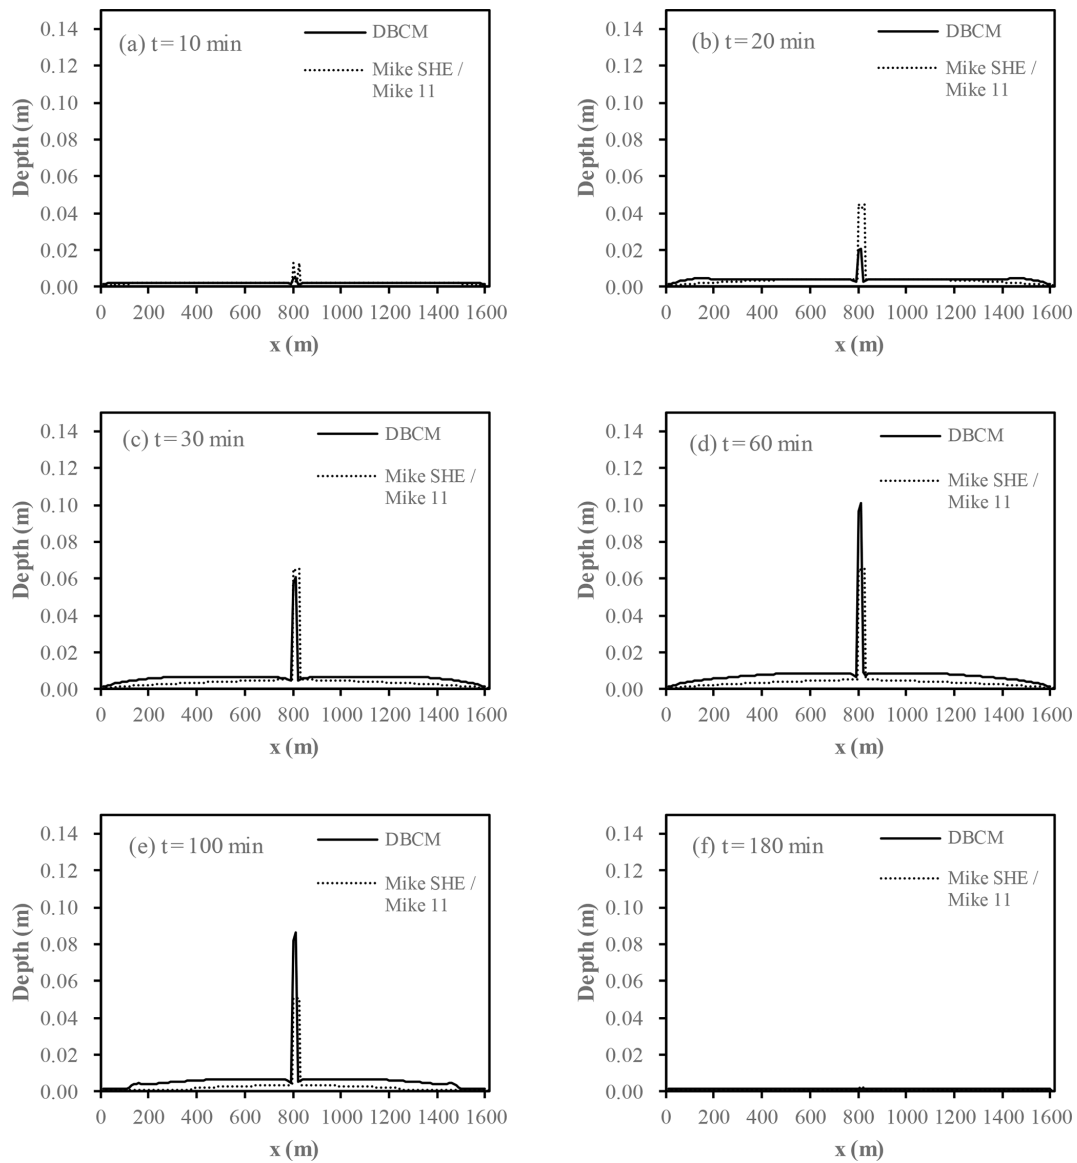 (a) t = 10 min
DBCM
Mike SHE /
Mike 11
Depth (m)
0.14
0.12
0.10
0.08
0.06
0.04
0.02
0.00
0 200 400 600 800 1000 1200 1400 1600
x (m)
(b) t = 20 min
DBCM
Mike SHE /
Mike 11
Depth (m)
0.14
0.12
0.10
0.08
0.06
0.04
0.02
0.00
0 200 400 600 800 1000 1200 1400 1600
x (m)
(c) t = 30 min
DBCM
Mike SHE /
Mike 11
Depth (m)
0.14
0.12
0.10
0.08
0.06
0.04
0.02
0.00
0 200 400 600 800 1000 1200 1400 1600
x (m)
(d) t = 60 min
DBCM
Mike SHE /
Mike 11
Depth (m)
0.14
0.12
0.10
0.08
0.06
0.04
0.02
0.00
0 200 400 600 800 1000 1200 1400 1600
x (m)
(e) t = 100 min
DBCM
Mike SHE /
Mike 11
Depth (m)
0.14
0.12
0.10
0.08
0.06
0.04
0.02
0.00
0 200 400 600 800 1000 1200 1400 1600
x (m)
(f) t = 180 min
DBCM
Mike SHE /
Mike 11
Depth (m)
0.14
0.12
0.10
0.08
0.06
0.04
0.02
0.00
0 200 400 600 800 1000 1200 1400 1600
x (m)